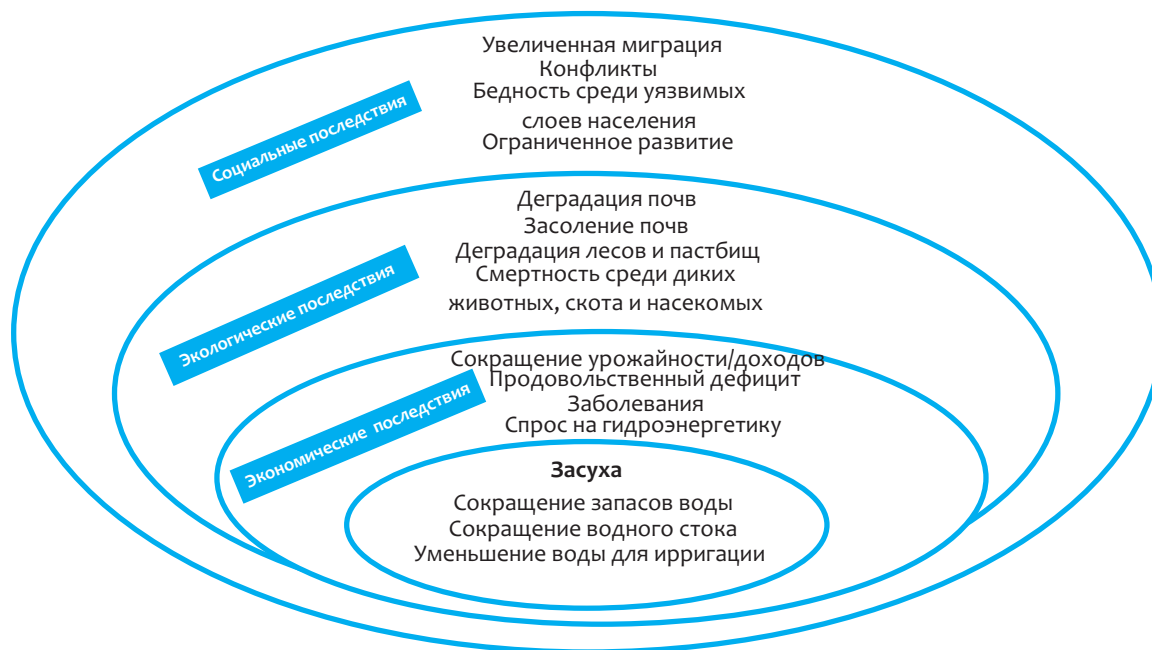 Увеличенная миграция
Конфликты
Бедность среди уязвимых
слоев населения
Ограниченное развитие
Социальные последствия
Деградация почв
Засоление почв
Деградация лесов и пастбищ
Смертность среди диких
животных, скота и насекомых
Экологические последствия
Сокращение урожайности/доходов
Продовольственный дефицит
Заболевания
Спрос на гидроэнергетику
Экономические последствия
Засуха
Сокращение запасов воды
Сокращение водного стока
Уменьшение воды для ирригации